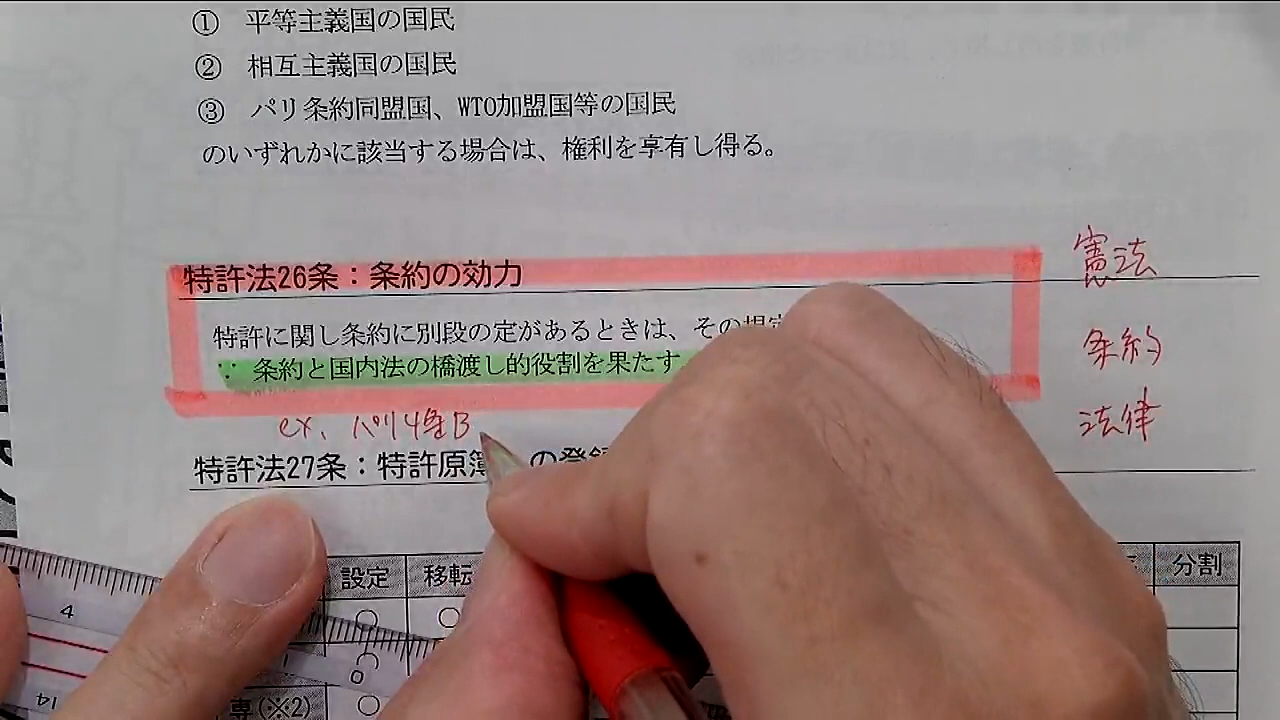 ① 平等主義国の国民
② 相互主義国の国民
③ パリ条約同盟国、WTO加盟国等の国民
のいずれかに該当する場合は、権利を享有し得る。
憲法
特許法26条：条約の効力
特許に関し条約に別段の定があるときは、その規定
条約
∵ 条約と国内法の橋渡し的役割を果たす
法律
ex、パリ4条B
特許法27条：特許原簿 の登録
設定 移転 分割
○ ○
専(※2) ○
4
14